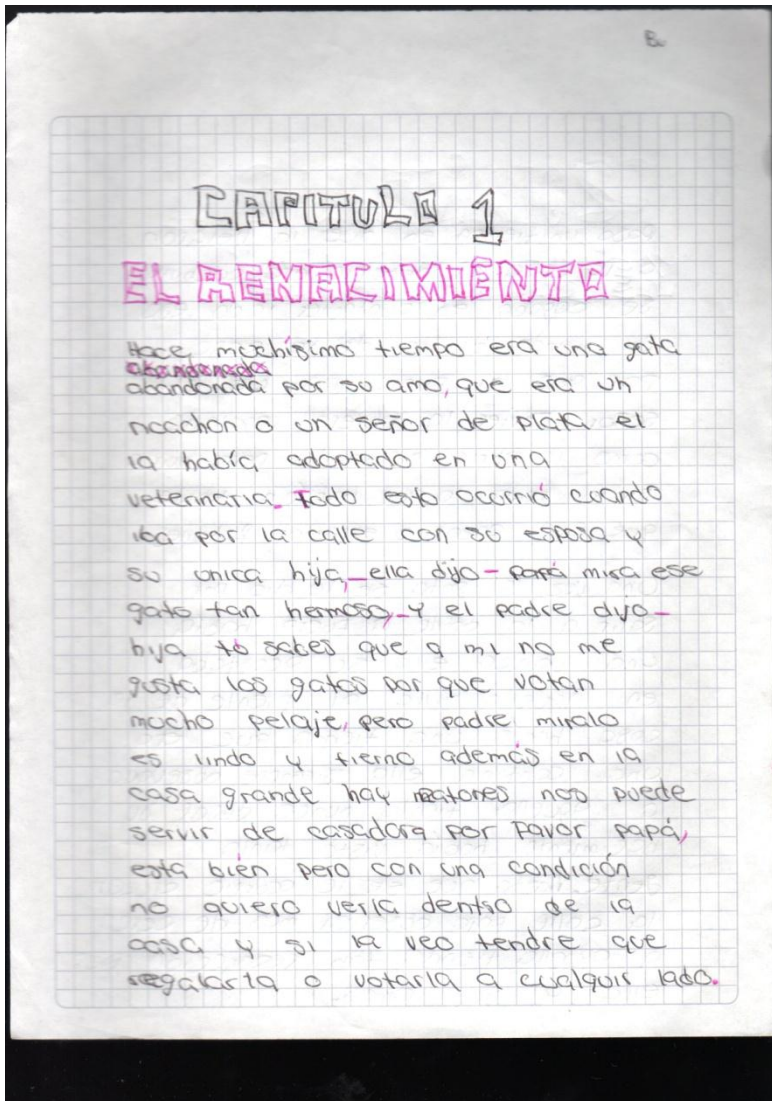 CAPITULO 1
EL RENACIMIENTO
Hace muchísimo tiempo era una gata
abandonada
abandonada por su amo, que era un
ricachon o un señor de plata el
la había adoptado en una
veterinaria. Todo esto ocurrió cuando
iba por la calle con su esposa y
su unica hija, -ella dijo- papá mira ese
gato tan hermoso,- y el padre dijo-
hija tú sabes que a mi no me
gusta los gatos por que votan
mucho pelaje, pero padre miralo
es lindo y tierno además en la
casa grande hay ratones nos puede
servir de casadora por favor papá,
esta bién pero con una condición
no quiero verla dentro de la
casa y si la veo tendre que
regalarla o votarla a cualquir lado.